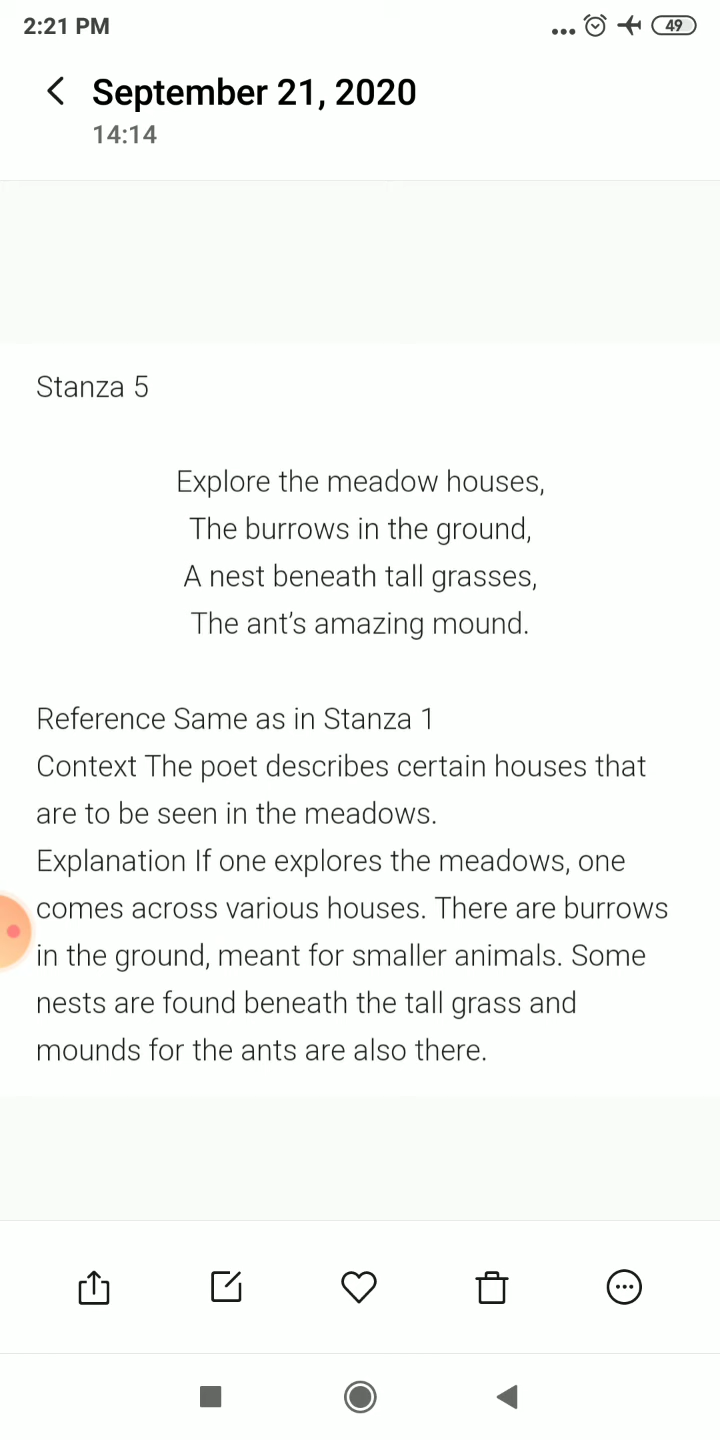 2:21 PM
49
September 21, 2020
14:14
Stanza 5
Explore the meadow houses,
The burrows in the ground,
A nest beneath tall grasses,
The ant’s amazing mound.
Reference Same as in Stanza 1
Context The poet describes certain houses that
are to be seen in the meadows.
Explanation If one explores the meadows, one
comes across various houses. There are burrows
in the ground, meant for smaller animals. Some
nests are found beneath the tall grass and
mounds for the ants are also there.